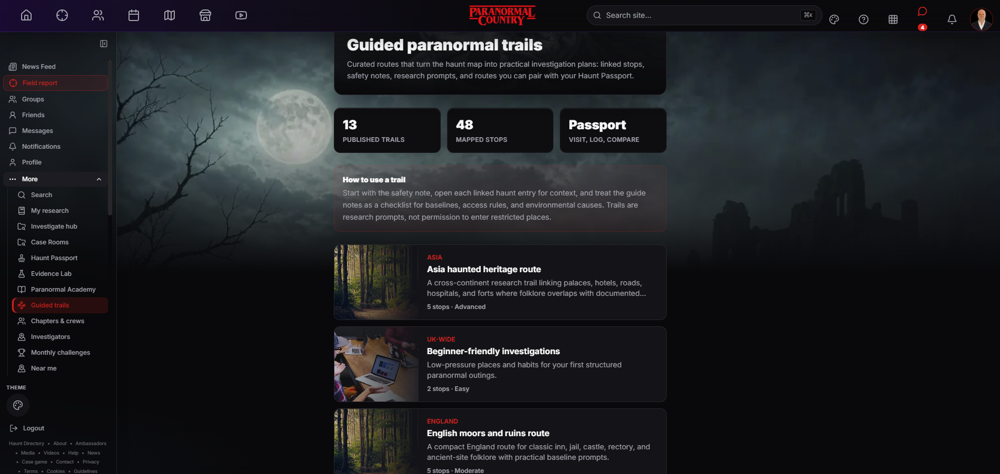 PARANORMAL
COUNTRY
Search site...
⌘K
4
News Feed
Field report
Groups
Friends
Messages
Notifications
Profile
More
Search
My research
Investigate hub
Case Rooms
Haunt Passport
Evidence Lab
Paranormal Academy
Guided trails
Chapters & crews
Investigators
Monthly challenges
Near me
THEME
Logout
Haunt Directory • About • Ambassadors
• Media • Videos • Help • News
• Case game • Contact • Privacy
• Terms • Cookies • Guidelines
Guided paranormal trails
Curated routes that turn the haunt map into practical investigation plans: linked stops,
safety notes, research prompts, and routes you can pair with your Haunt Passport.
13
PUBLISHED TRAILS
48
MAPPED STOPS
Passport
VISIT, LOG, COMPARE
How to use a trail
Start with the safety note, open each linked haunt entry for context, and treat the guide
notes as a checklist for baselines, access rules, and environmental causes. Trails are
research prompts, not permission to enter restricted places.
ASIA
Asia haunted heritage route
A cross-continent research trail linking palaces, hotels, roads,
hospitals, and forts where folklore overlaps with documented...
5 stops · Advanced
UK-WIDE
Beginner-friendly investigations
Low-pressure places and habits for your first structured
paranormal outings.
2 stops · Easy
ENGLAND
English moors and ruins route
A compact England route for classic inn, jail, castle, rectory, and
ancient-site folklore with practical baseline prompts.
5 stops · Moderate